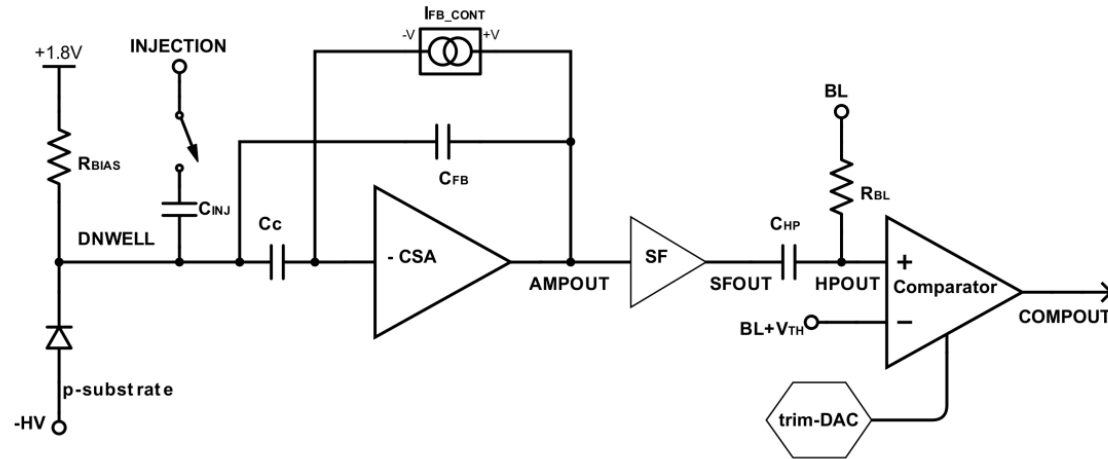 IFB_CONT
-V
+V
+1.8V
INJECTION
RBIAS
CINJ
CFB
BL
RBL
DNWELL
Cc
- CSA
AMPOUT
SF
SFOUT
CHP
HPOUT
+
Comparator
−
BL+VTH
COMPOUT
p-substrate
-HV
trim-DAC